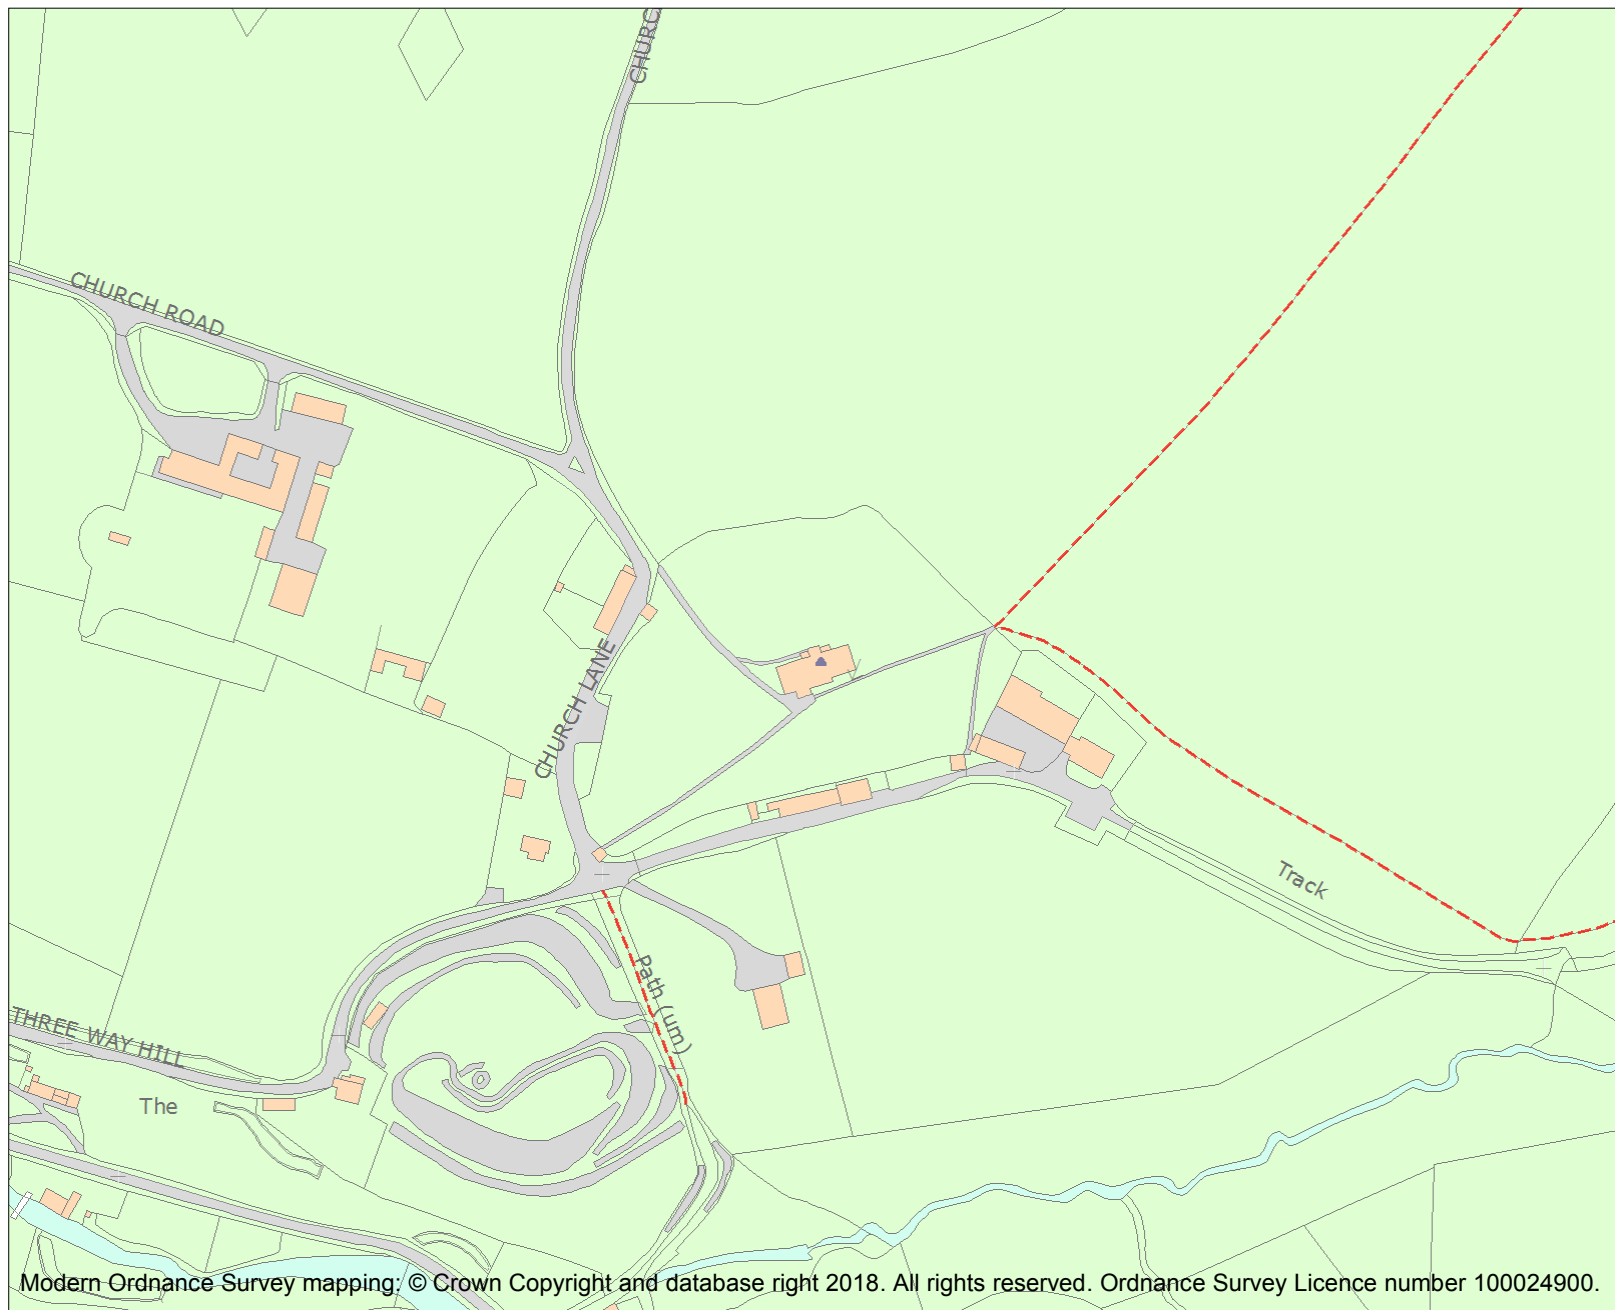 CHURC
CHURCH ROAD
CHURCH LANE
Track
Path (um)
THREE WAY HILL
The
Modern Ordnance Survey mapping: © Crown Copyright and database right 2018. All rights reserved. Ordnance Survey Licence number 100024900.